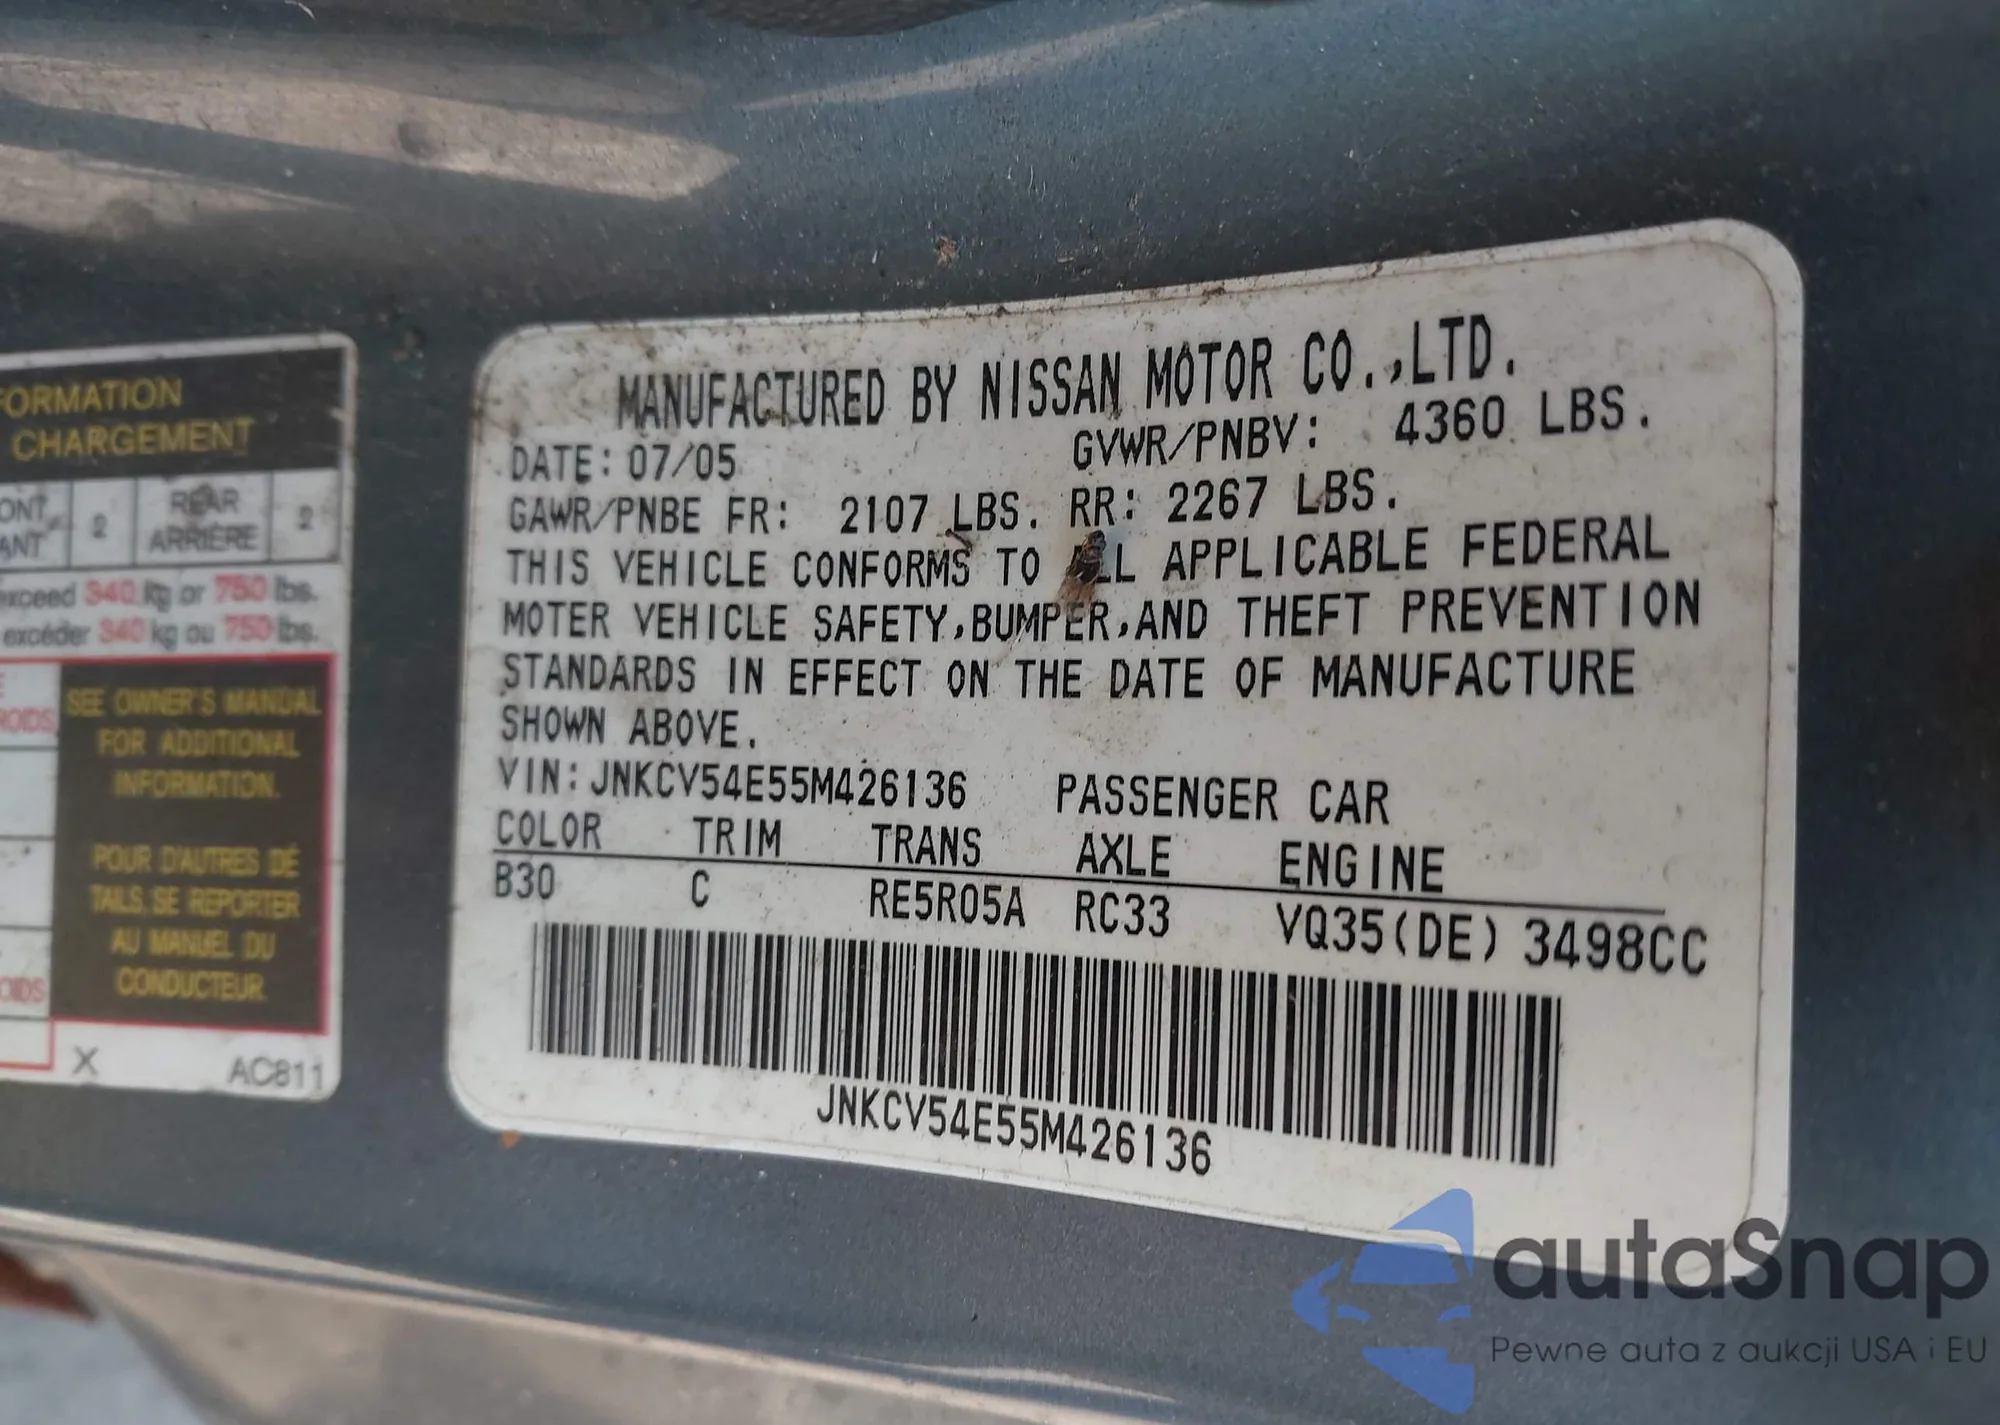 FORMATION
CHARGEMENT
ONT 2 REAR 2
ANT ARRIÈRE
exceed 340 kg or 750 lbs.
excéder 340 kg ou 750 lbs.
SEE OWNER'S MANUAL
FOR ADDITIONAL
INFORMATION.
POUR D'AUTRES DÉ
TAILS, SE REPORTER
AU MANUEL DU
CONDUCTEUR.
X AC811
MANUFACTURED BY NISSAN MOTOR CO.,LTD.
DATE: 07/05 GVWR/PNBV: 4360 LBS.
GAWR/PNBE FR: 2107 LBS. RR: 2267 LBS.
THIS VEHICLE CONFORMS TO ALL APPLICABLE FEDERAL
MOTER VEHICLE SAFETY,BUMPER,AND THEFT PREVENTION
STANDARDS IN EFFECT ON THE DATE OF MANUFACTURE
SHOWN ABOVE.
VIN:JNKCV54E55M426136 PASSENGER CAR
COLOR TRIM TRANS AXLE ENGINE
B30 C RE5R05A RC33 VQ35(DE) 3498CC
JNKCV54E55M426136
autaSnap
Pewne auta z aukcji USA i EU